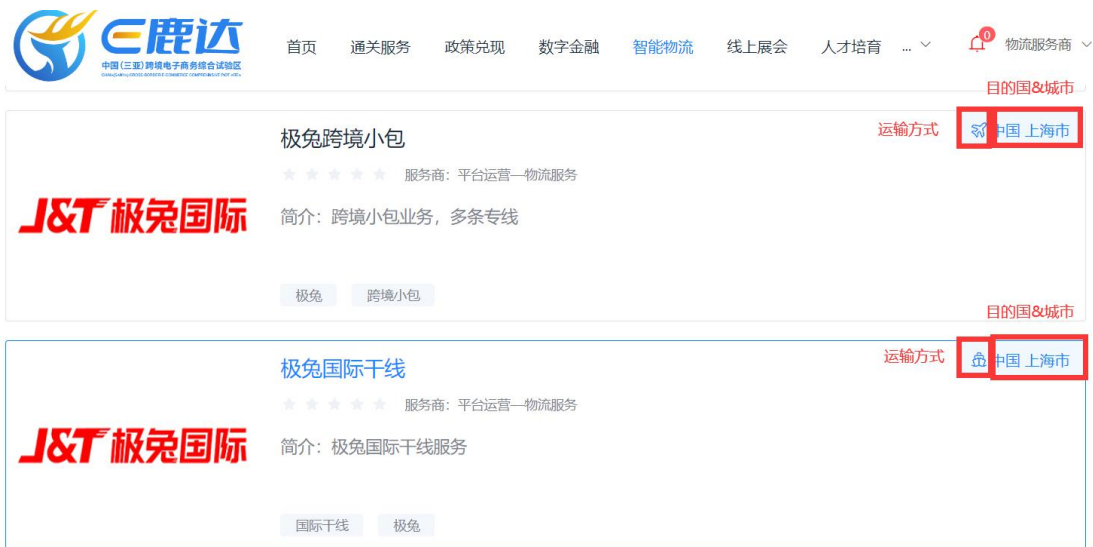 E鹿达
中国(三亚)跨境电子商务综合试验区
首页 通关服务 政策兑现 数字金融 智能物流 线上展会 人才培育 ... 0 物流服务商
目的国&城市
极兔跨境小包
运输方式
中国 上海市
服务商：平台运营—物流服务
J&T 极兔国际
简介：跨境小包业务，多条专线
极兔 跨境小包
目的国&城市
极兔国际干线
运输方式
中国 上海市
服务商：平台运营—物流服务
J&T 极兔国际
简介：极兔国际干线服务
国际干线 极兔